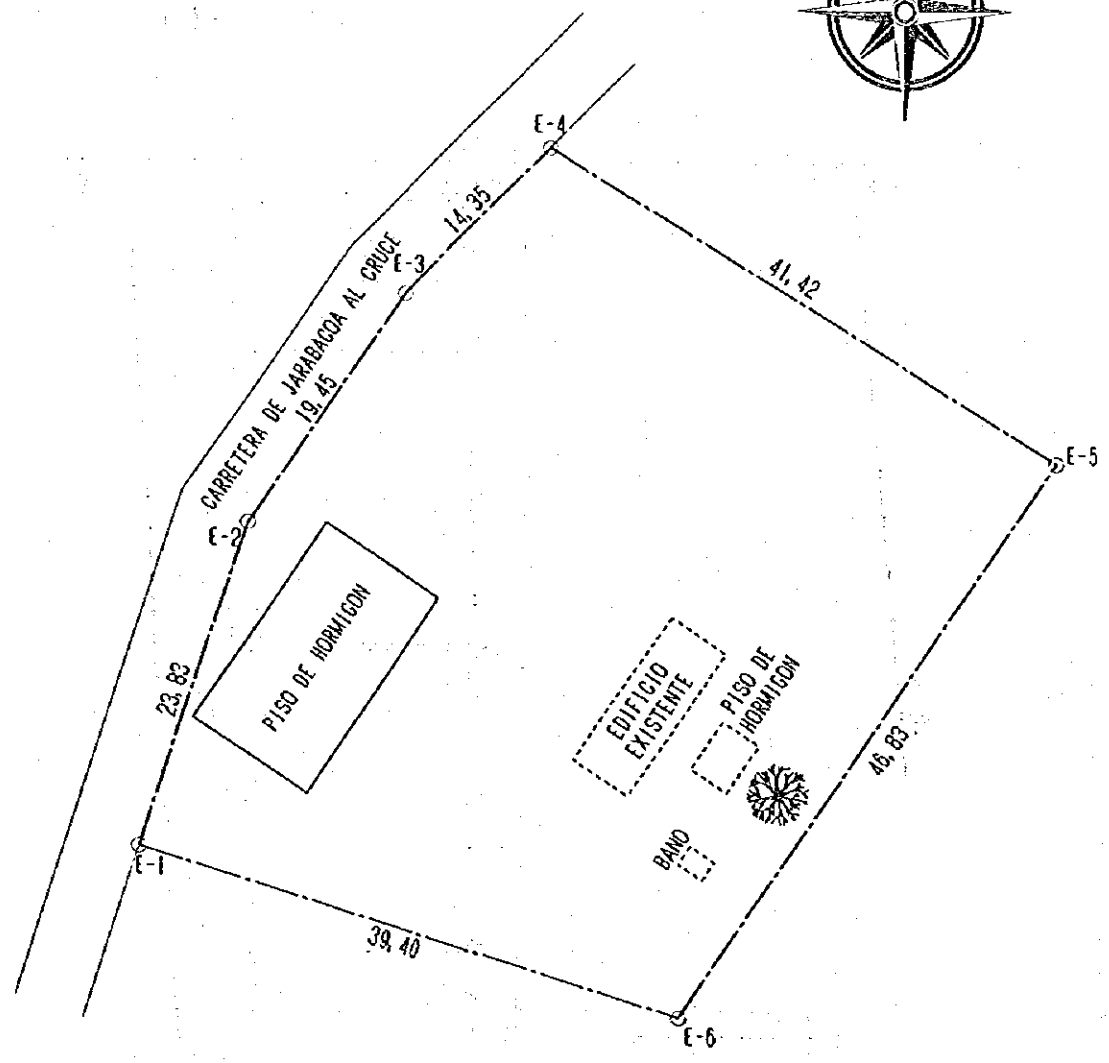 E-4
14,35
41,42
E-3
CARRETERA DE JARABACOA AL CRUCE
19,45
E-5
E-2
PISO DE HORMIGON
23,83
EDIFICIO
EXISTENTE
PISO DE
HORMIGON
46,83
BANO
E-1
39,40
E-6